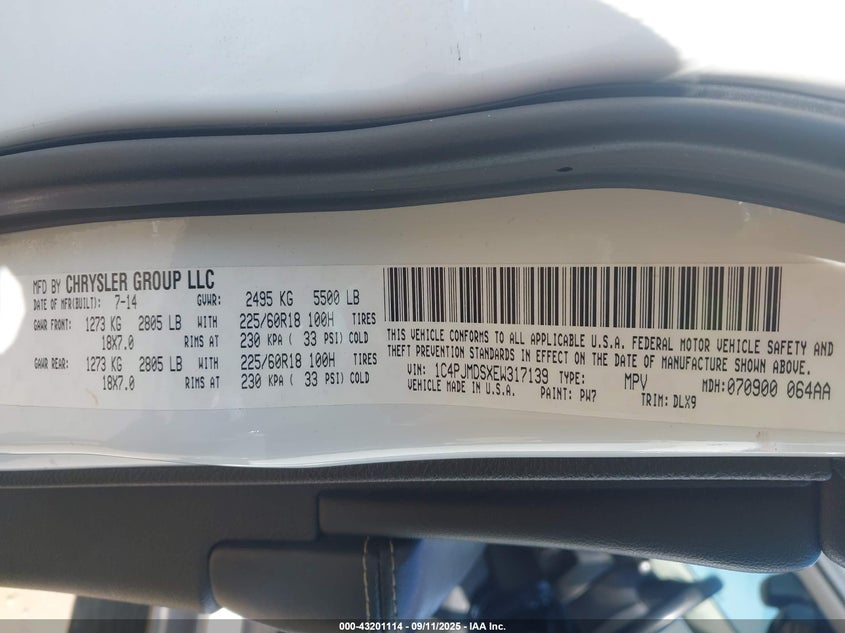 MFD BY CHRYSLER GROUP LLC
DATE OF MFR(BUILT): 7-14 GVWR: 2495 KG 5500 LB
GAWR FRONT: 1273 KG 2805 LB WITH 225/60R18 100H TIRES
18X7.0 RIMS AT 230 KPA ( 33 PSI) COLD
GAWR REAR: 1273 KG 2805 LB WITH 225/60R18 100H TIRES
18X7.0 RIMS AT 230 KPA ( 33 PSI) COLD
THIS VEHICLE CONFORMS TO ALL APPLICABLE U.S.A. FEDERAL MOTOR VEHICLE SAFETY AND
THEFT PREVENTION STANDARDS IN EFFECT ON THE DATE OF MANUFACTURE SHOWN ABOVE.
VIN: 1C4PJMDSXEW317139 TYPE: MPV MDH: 070900 064AA
VEHICLE MADE IN U.S.A. PAINT: PW7 TRIM: DLX9
000-43201114 - 09/11/2025 - IAA Inc.